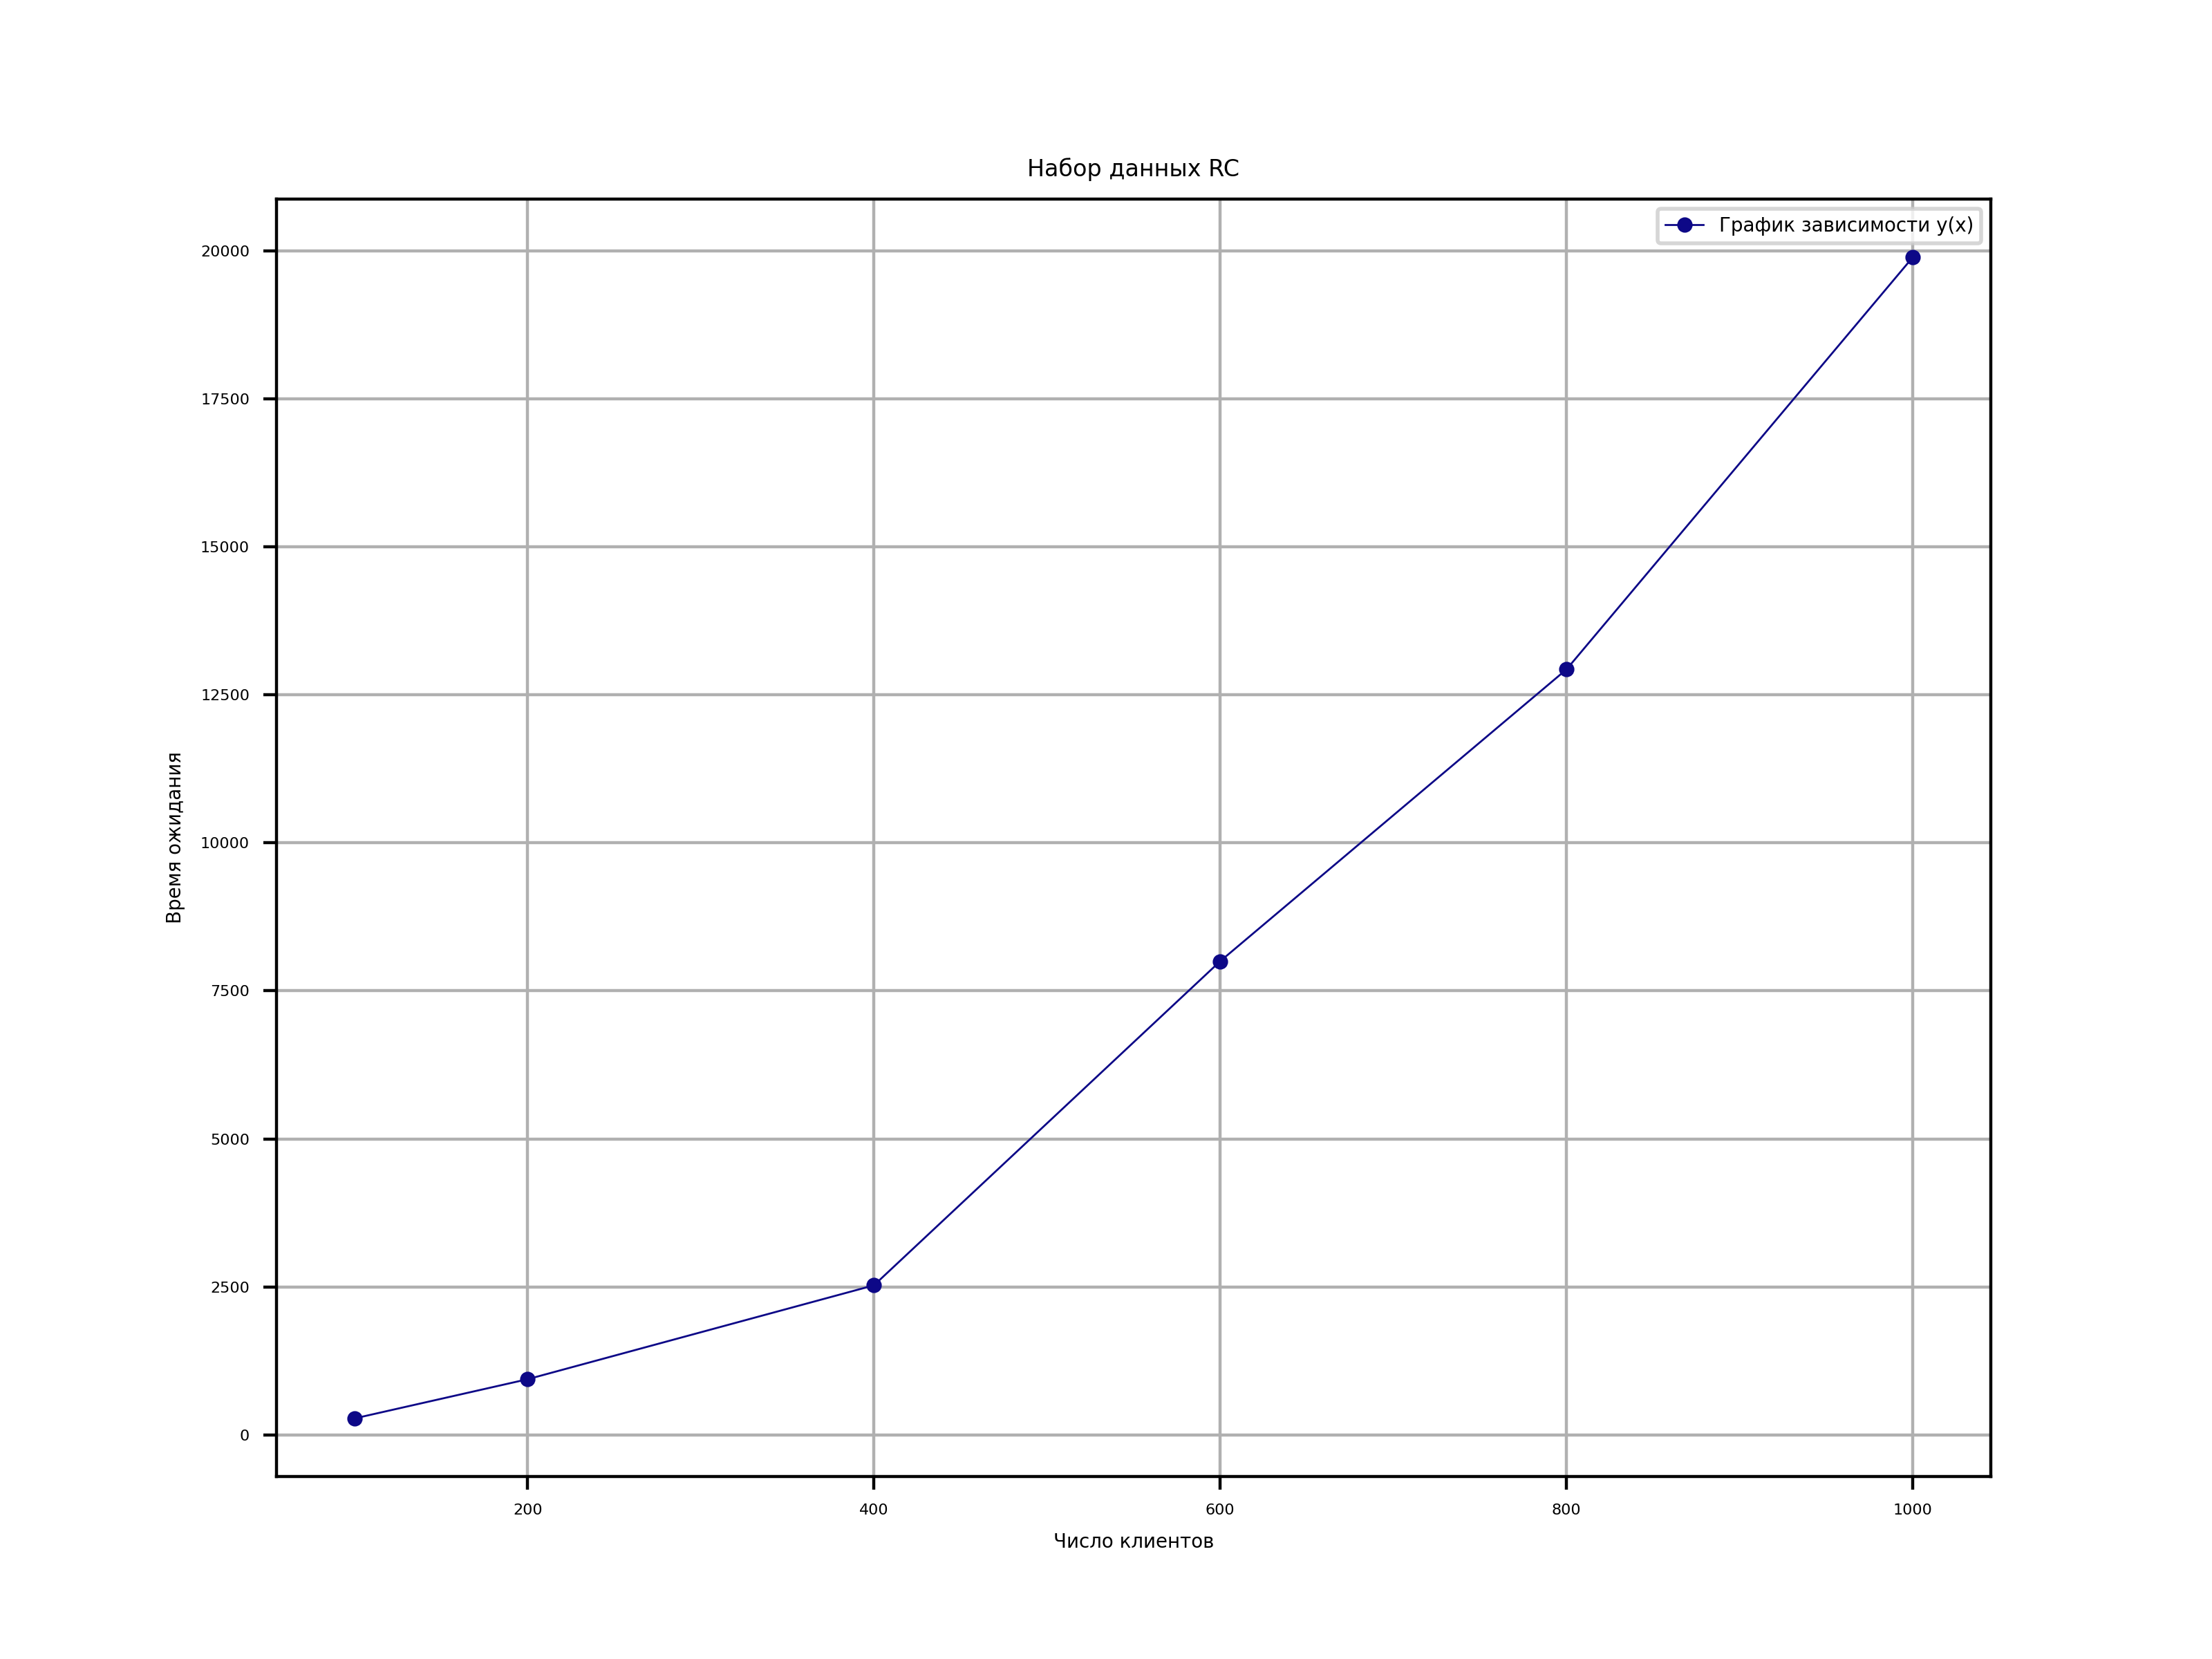 Набор данных RC
График зависимости y(x)
20000
17500
15000
12500
10000
7500
5000
2500
0
Время ожидания
200 400 600 800 1000
Число клиентов